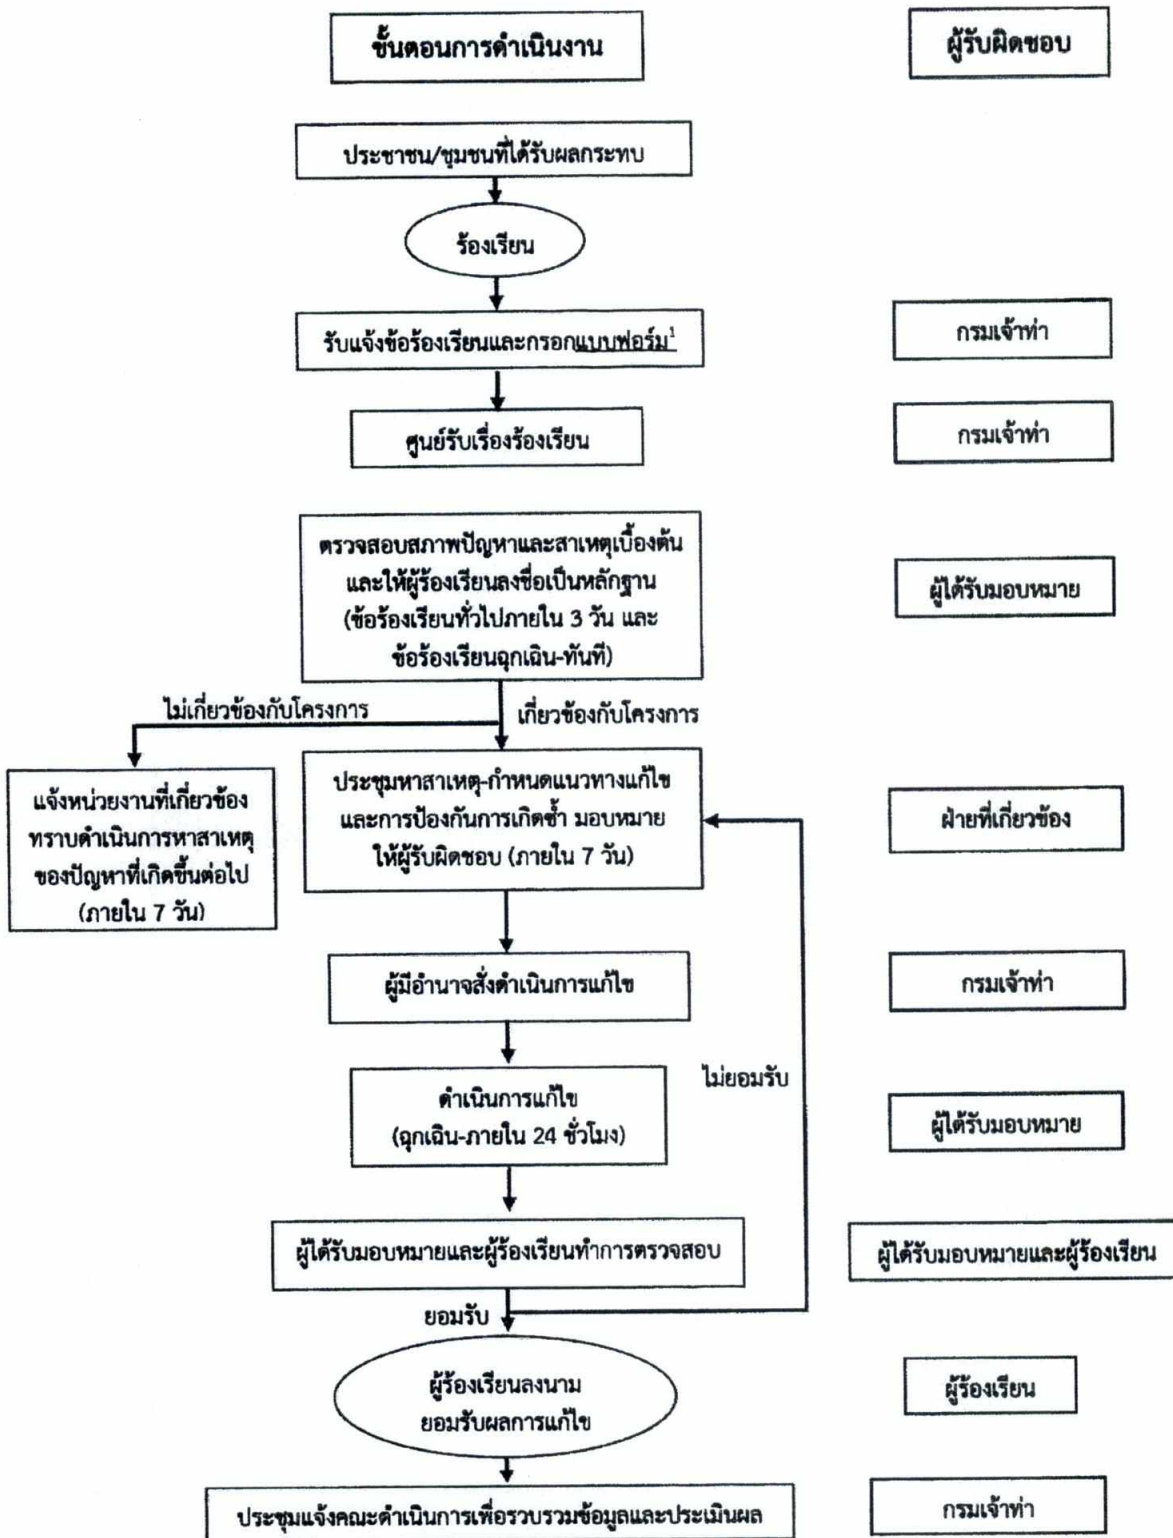 ขั้นตอนการดำเนินงาน
ผู้รับผิดชอบ
ประชาชน/ชุมชนที่ได้รับผลกระทบ
ร้องเรียน
รับแจ้งข้อร้องเรียนและกรอกแบบฟอร์ม¹
กรมเจ้าท่า
ศูนย์รับเรื่องร้องเรียน
กรมเจ้าท่า
ตรวจสอบสภาพปัญหาและสาเหตุเบื้องต้น
และให้ผู้ร้องเรียนลงชื่อเป็นหลักฐาน
(ข้อร้องเรียนทั่วไปภายใน 3 วัน และ
ข้อร้องเรียนฉุกเฉิน-ทันที)
ผู้ได้รับมอบหมาย
ไม่เกี่ยวข้องกับโครงการ
เกี่ยวข้องกับโครงการ
แจ้งหน่วยงานที่เกี่ยวข้อง
ทราบดำเนินการหาสาเหตุ
ของปัญหาที่เกิดขึ้นต่อไป
(ภายใน 7 วัน)
ประชุมหาสาเหตุ-กำหนดแนวทางแก้ไข
และการป้องกันการเกิดซ้ำ มอบหมาย
ให้ผู้รับผิดชอบ (ภายใน 7 วัน)
ฝ่ายที่เกี่ยวข้อง
ผู้มีอำนาจสั่งดำเนินการแก้ไข
กรมเจ้าท่า
ไม่ยอมรับ
ดำเนินการแก้ไข
(ฉุกเฉิน-ภายใน 24 ชั่วโมง)
ผู้ได้รับมอบหมาย
ผู้ได้รับมอบหมายและผู้ร้องเรียนทำการตรวจสอบ
ผู้ได้รับมอบหมายและผู้ร้องเรียน
ยอมรับ
ผู้ร้องเรียนลงนาม
ยอมรับผลการแก้ไข
ผู้ร้องเรียน
ประชุมแจ้งคณะดำเนินการเพื่อรวบรวมข้อมูลและประเมินผล
กรมเจ้าท่า